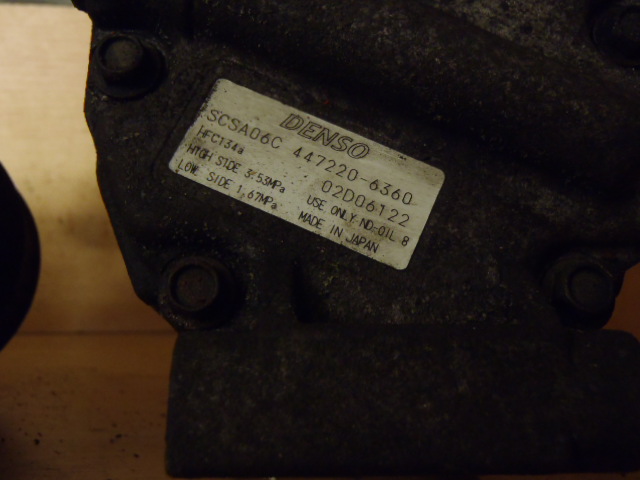 DENSO
SCSA06C 447220-6360
HFC134a 02D06122
HIGH SIDE 3.53MPa USE ONLY ND-OIL 8
LOW SIDE 1.67MPa MADE IN JAPAN